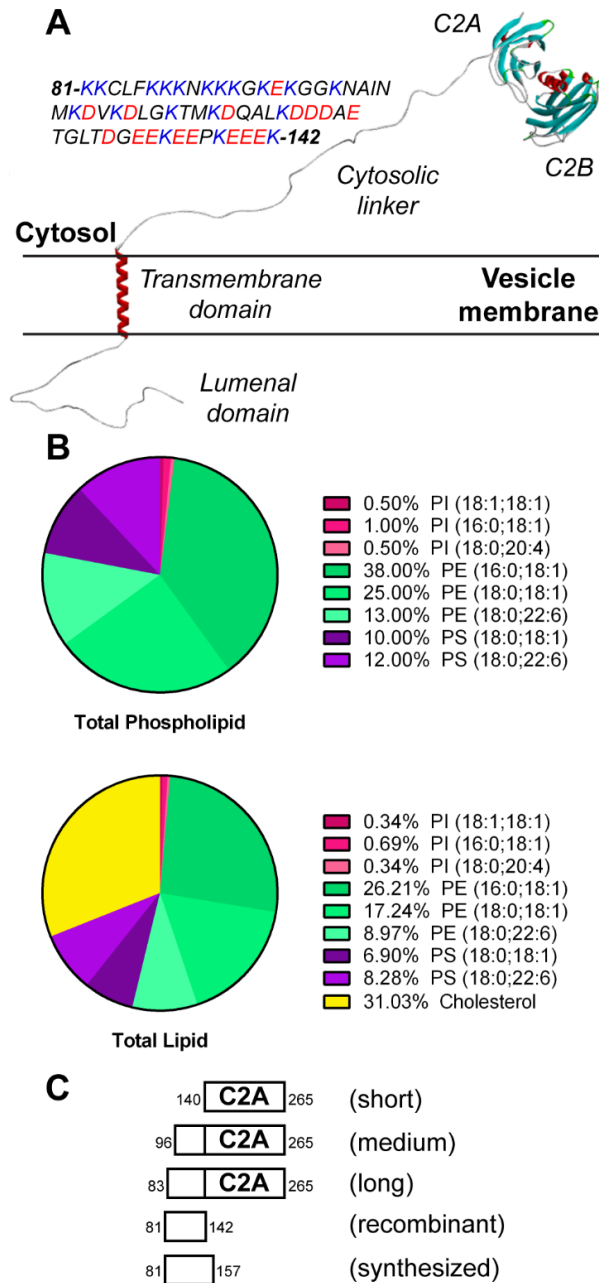 A
C2A
81-KKCLFKKKNKKKGKEKGGKNAIN
MKDVKDLGKTMKDQALKDDDAE
TGLTDGEEKEEPKEEEK-142
C2B
Cytosolic
linker
Cytosol
Transmembrane
domain
Vesicle
membrane
Lumenal
domain
B
0.50% PI (18:1;18:1)
1.00% PI (16:0;18:1)
0.50% PI (18:0;20:4)
38.00% PE (16:0;18:1)
25.00% PE (18:0;18:1)
13.00% PE (18:0;22:6)
10.00% PS (18:0;18:1)
12.00% PS (18:0;22:6)
Total Phospholipid
0.34% PI (18:1;18:1)
0.69% PI (16:0;18:1)
0.34% PI (18:0;20:4)
26.21% PE (16:0;18:1)
17.24% PE (18:0;18:1)
8.97% PE (18:0;22:6)
6.90% PS (18:0;18:1)
8.28% PS (18:0;22:6)
31.03% Cholesterol
Total Lipid
C
140 C2A 265 (short)
96 C2A 265 (medium)
83 C2A 265 (long)
81 142 (recombinant)
81 157 (synthesized)